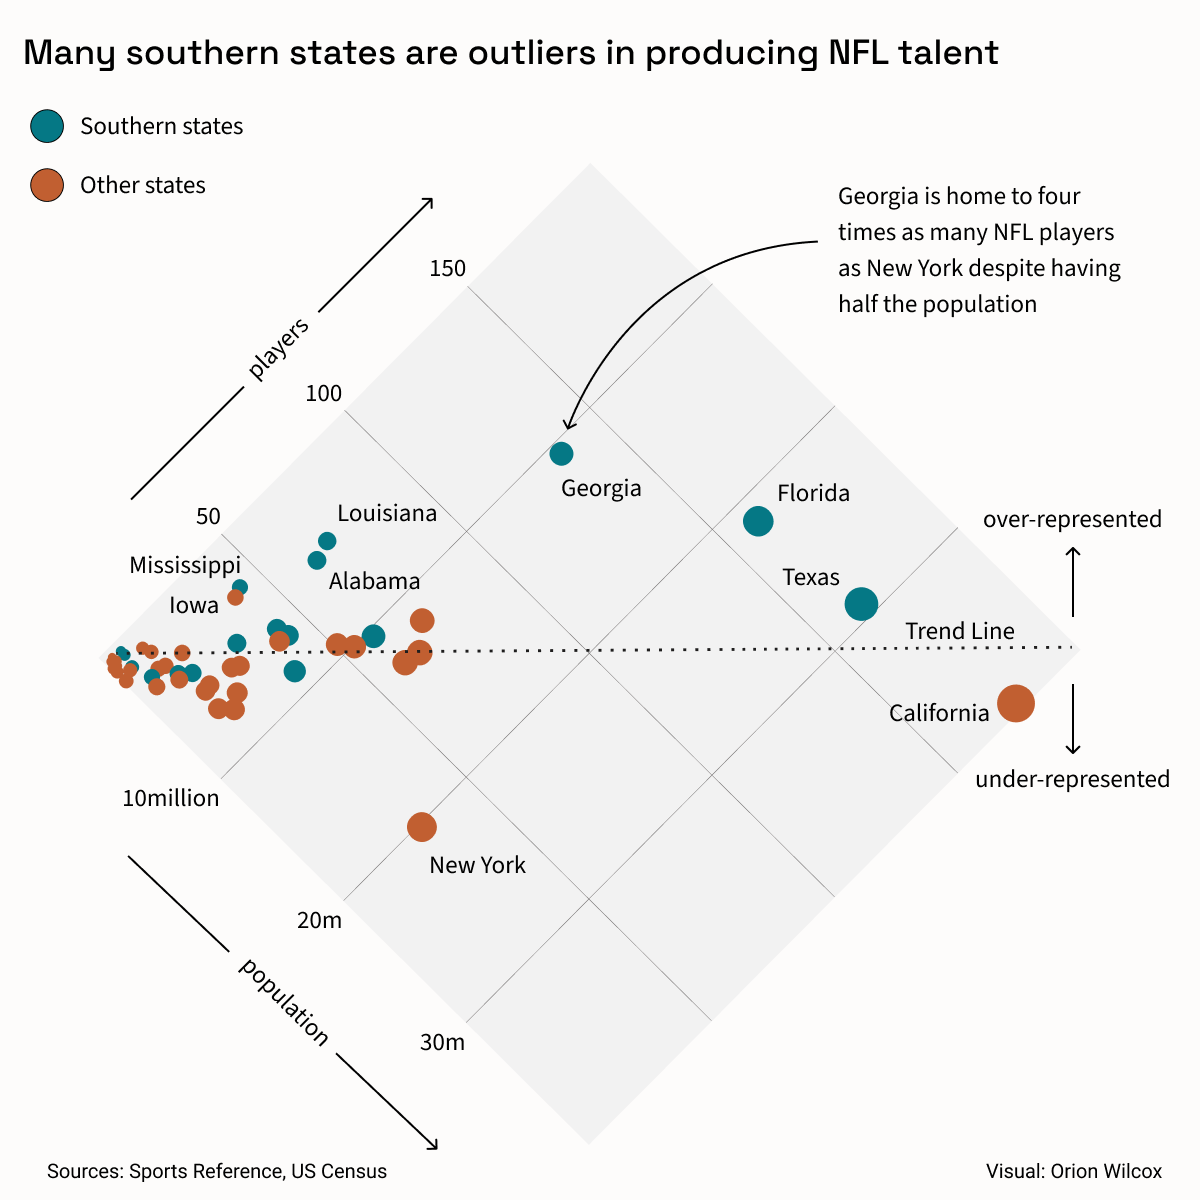 Many southern states are outliers in producing NFL talent
Southern states
Other states
Georgia is home to four
times as many NFL players
as New York despite having
half the population
150
players
100
Georgia
Florida
Louisiana
50
over-represented
Mississippi
Alabama
Texas
Iowa
Trend Line
California
under-represented
10million
New York
20m
population
30m
Sources: Sports Reference, US Census
Visual: Orion Wilcox